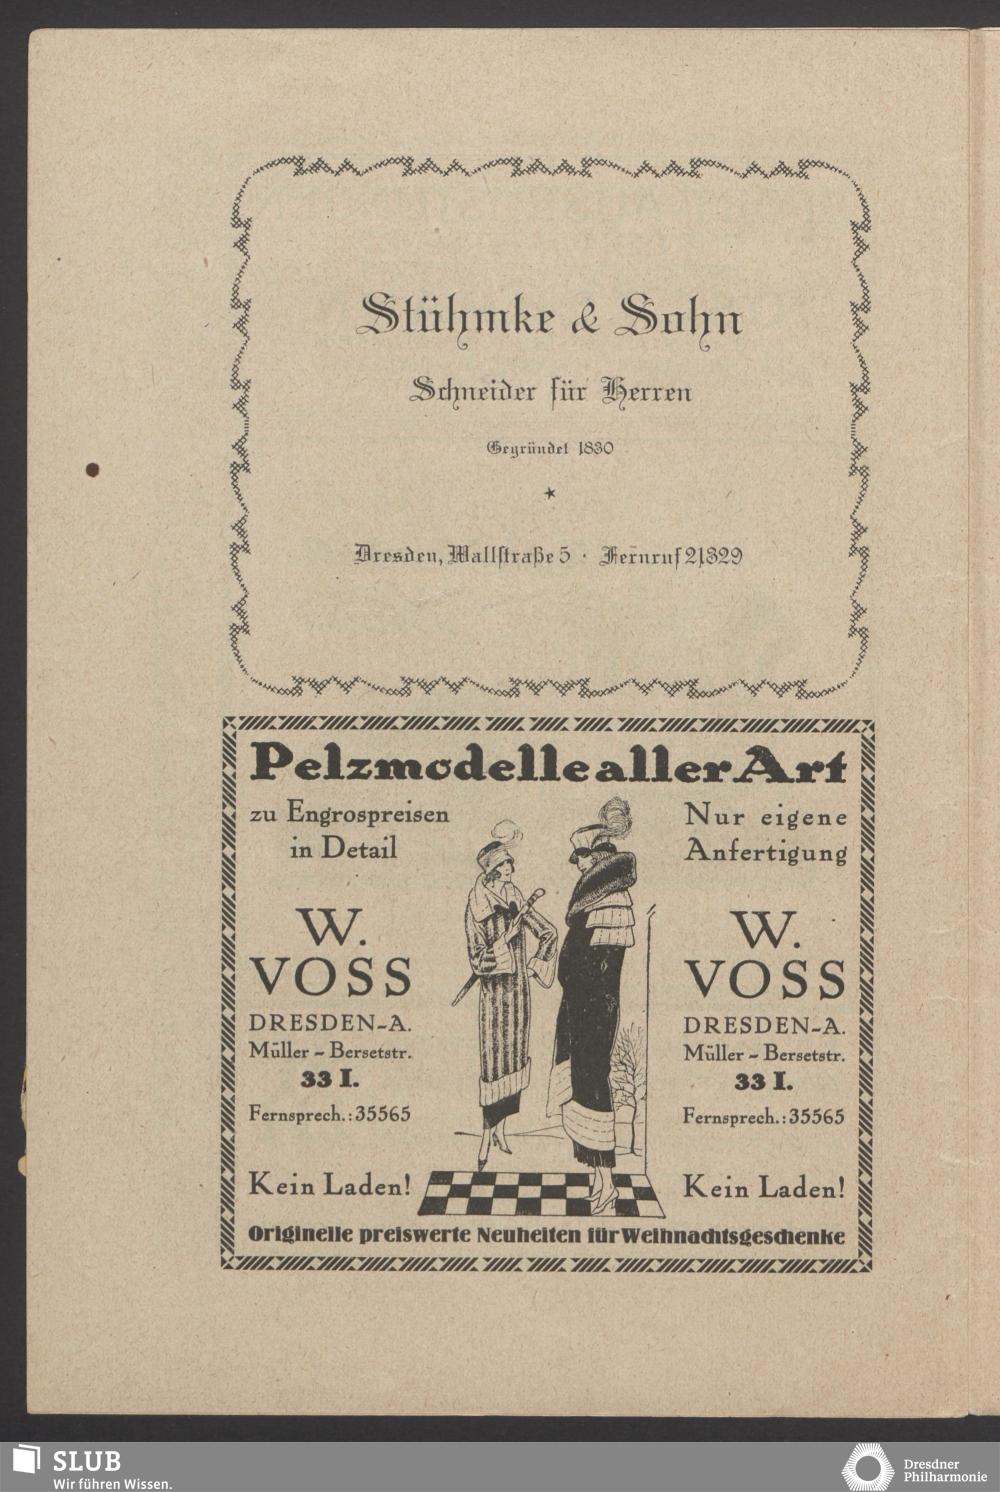 Stühmke & Sohn
Schneider für Herren
Gegründet 1830
Dresden, Wallstraße 5 · Fernruf 21329
Pelzmodelle aller Art
zu Engrospreisen
in Detail
W.
VOSS
DRESDEN-A.
Müller - Bersetstr.
33 I.
Fernsprech.: 35565
Kein Laden!
Nur eigene
Anfertigung
W.
VOSS
DRESDEN-A.
Müller - Bersetstr.
33 I.
Fernsprech.: 35565
Kein Laden!
Originelle preiswerte Neuheiten für Weihnachtsgeschenke
SLUB
Wir führen Wissen.
Dresdner
Philharmonie